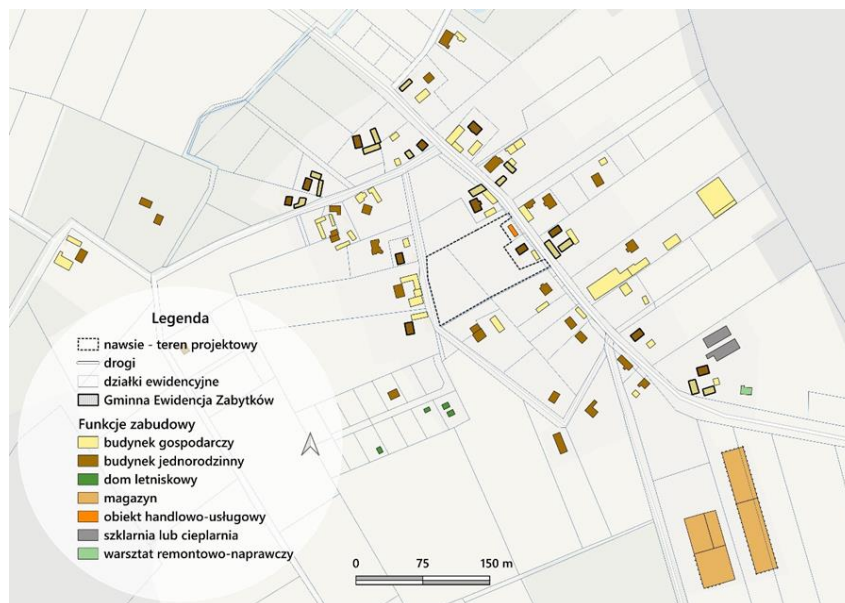 Legenda
nawsie - teren projektowy
drogi
działki ewidencyjne
Gminna Ewidencja Zabytków
Funkcje zabudowy
budynek gospodarczy
budynek jednorodzinny
dom letniskowy
magazyn
obiekt handlowo-usługowy
szklarnia lub cieplarnia
warsztat remontowo-naprawczy
0 75 150 m